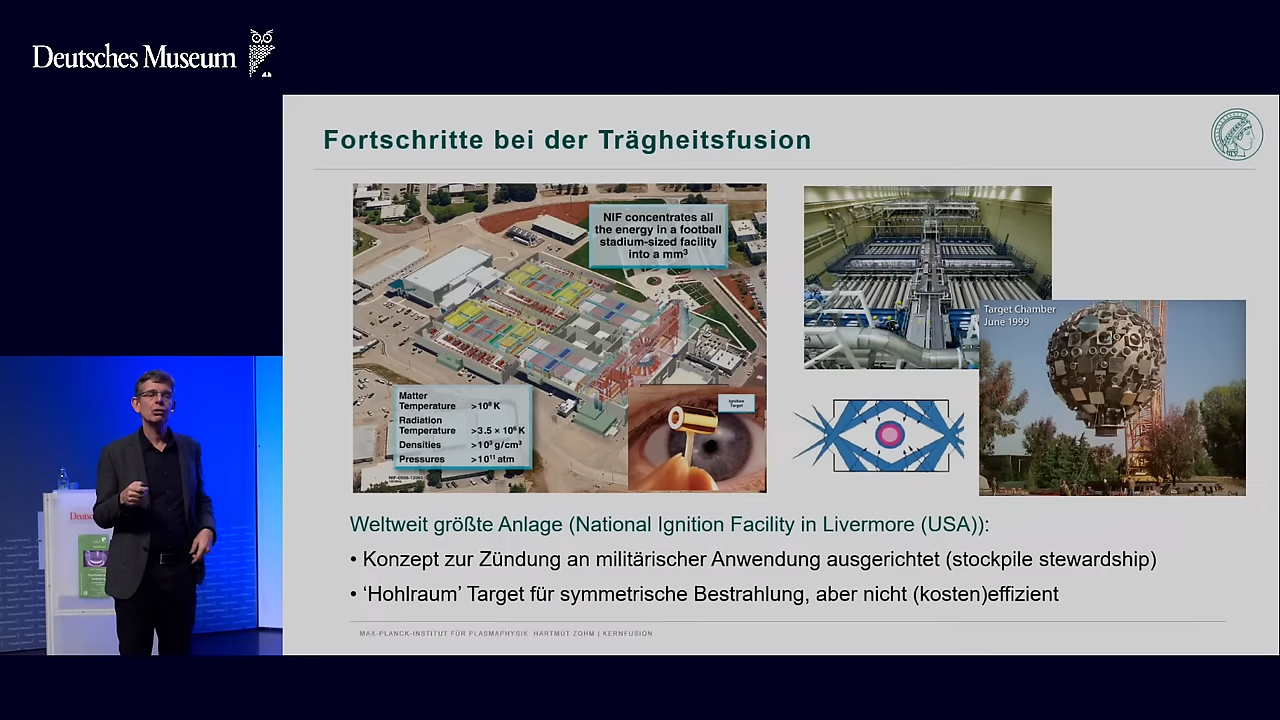 Deutsches Museum
Fortschritte bei der Trägheitsfusion
NIF concentrates all
the energy in a football
stadium-sized facility
into a mm³
Matter
Temperature >10⁸ K
Radiation
Temperature >3.5 × 10⁶ K
Densities >10³ g/cm³
Pressures >10¹¹ atm
Ignition
Target
Target Chamber
June 1999
Weltweit größte Anlage (National Ignition Facility in Livermore (USA)):
• Konzept zur Zündung an militärischer Anwendung ausgerichtet (stockpile stewardship)
• ‘Hohlraum’ Target für symmetrische Bestrahlung, aber nicht (kosten)effizient
MAX-PLANCK-INSTITUT FÜR PLASMAPHYSIK HARTMUT ZOHM | KERNFUSION